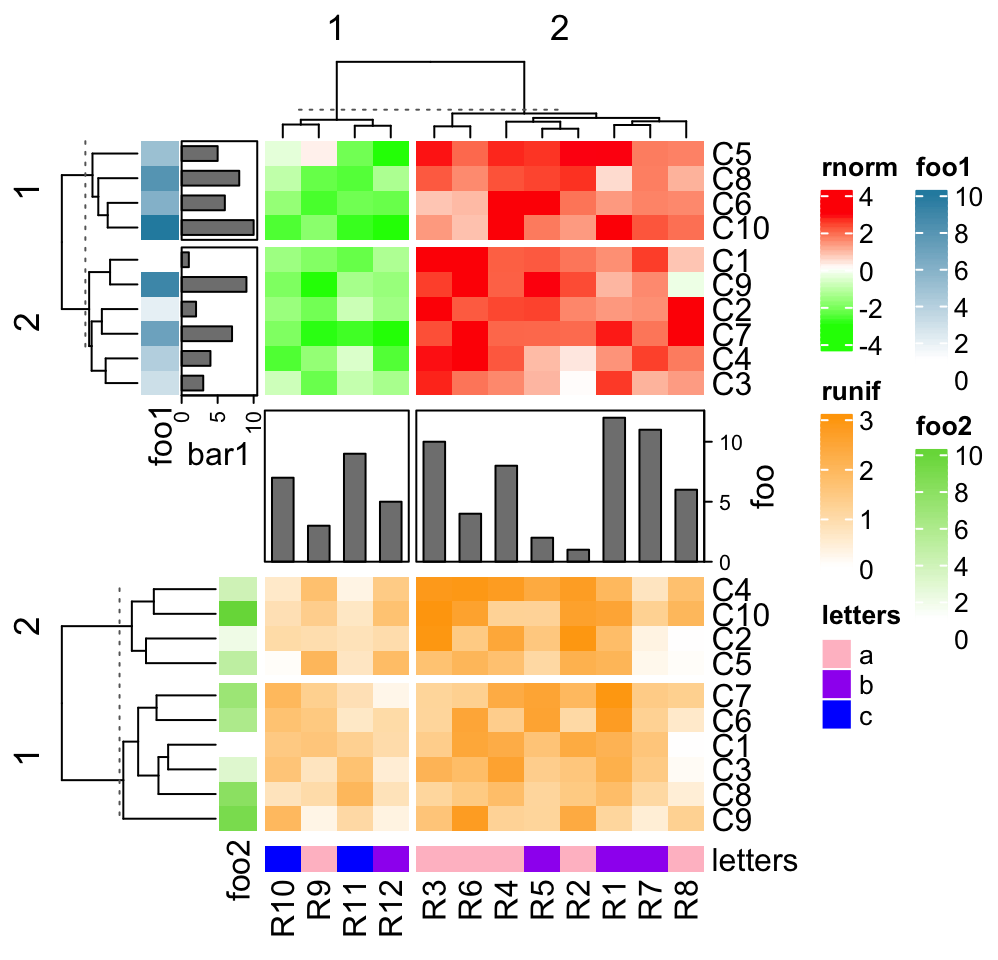 1 2
1
2
C5
C8
C6
C10
C1
C9
C2
C7
C4
C3
foo1
0 5 10
bar1
10
5
0
foo
2
1
C4
C10
C2
C5
C7
C6
C1
C3
C8
C9
foo2
letters
R10 R9 R11 R12 R3 R6 R4 R5 R2 R1 R7 R8
rnorm
4
2
0
-2
-4
runif
3
2
1
0
letters
a
b
c
foo1
10
8
6
4
2
0
foo2
10
8
6
4
2
0